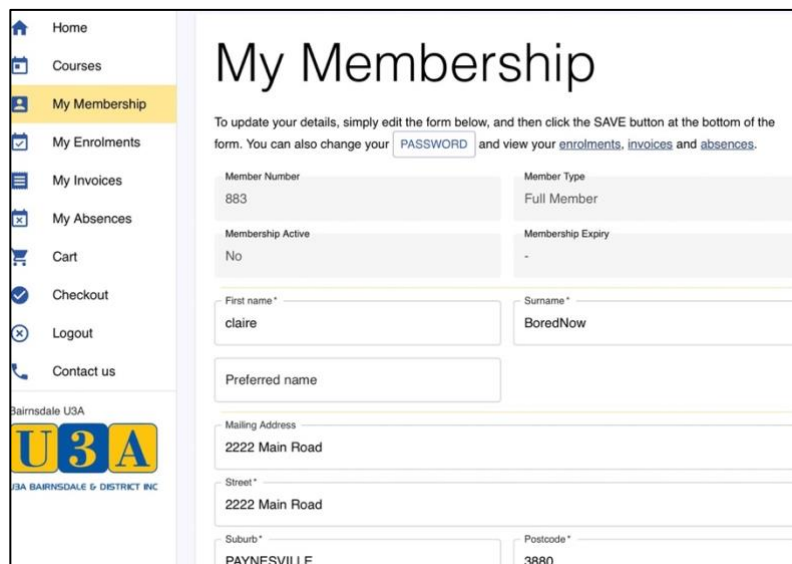 Home
Courses
My Membership
My Enrolments
My Invoices
My Absences
Cart
Checkout
Logout
Contact us
Bairnsdale U3A
U3A
U3A BAIRNSDALE & DISTRICT INC
My Membership
To update your details, simply edit the form below, and then click the SAVE button at the bottom of the
form. You can also change your PASSWORD and view your enrolments, invoices and absences.
Member Number Member Type
883 Full Member
Membership Active Membership Expiry
No -
First name * Surname *
claire BoredNow
Preferred name
Mailing Address
2222 Main Road
Street *
2222 Main Road
Suburb * Postcode *
PAYNESVILLE 3880